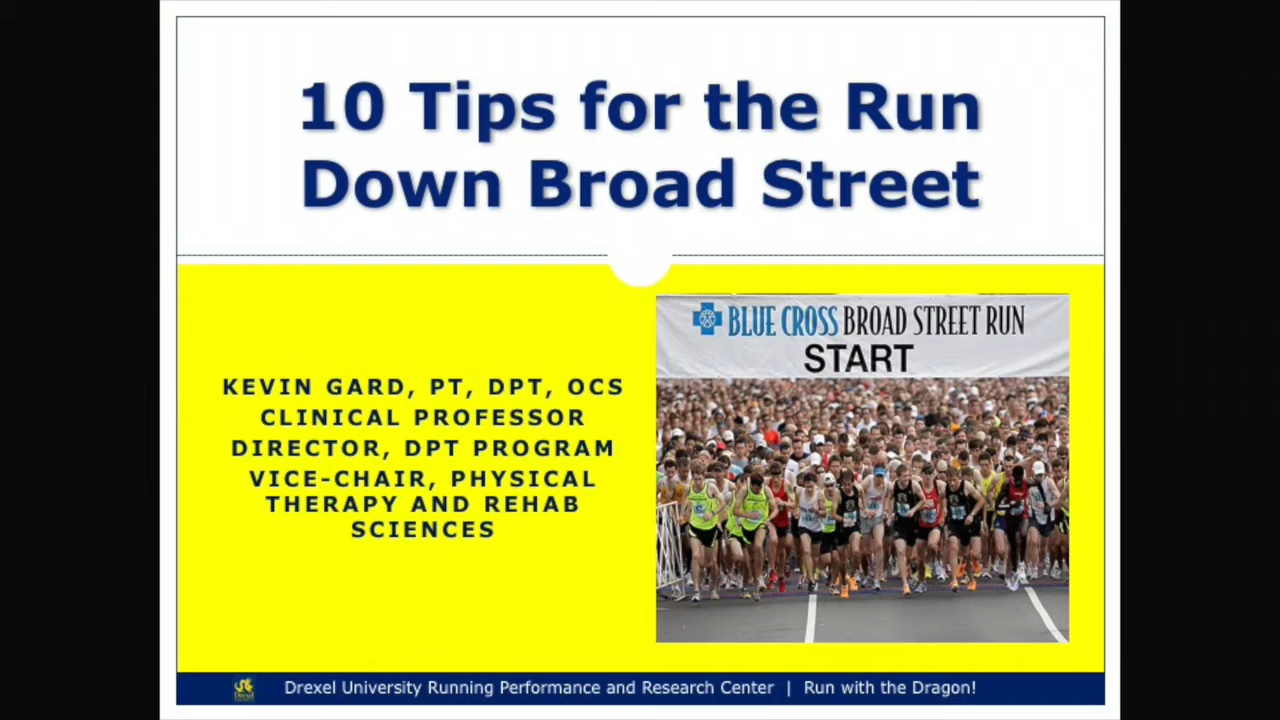 10 Tips for the Run
Down Broad Street
BLUE CROSS BROAD STREET RUN
START
KEVIN GARD, PT, DPT, OCS
CLINICAL PROFESSOR
DIRECTOR, DPT PROGRAM
VICE-CHAIR, PHYSICAL
THERAPY AND REHAB
SCIENCES
Drexel
Drexel University Running Performance and Research Center | Run with the Dragon!